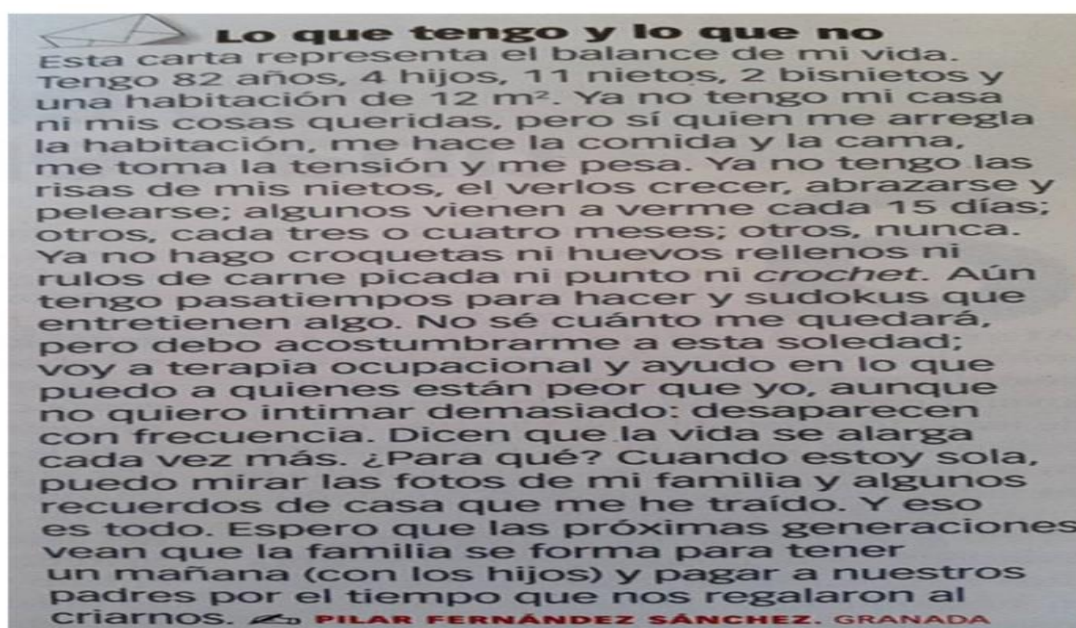 Lo que tengo y lo que no
Esta carta representa el balance de mi vida.
Tengo 82 años, 4 hijos, 11 nietos, 2 bisnietos y
una habitación de 12 m². Ya no tengo mi casa
ni mis cosas queridas, pero sí quien me arregla
la habitación, me hace la comida y la cama,
me toma la tensión y me pesa. Ya no tengo las
risas de mis nietos, el verlos crecer, abrazarse y
pelearse; algunos vienen a verme cada 15 días;
otros, cada tres o cuatro meses; otros, nunca.
Ya no hago croquetas ni huevos rellenos ni
rulos de carne picada ni punto ni crochet. Aún
tengo pasatiempos para hacer y sudokus que
entretienen algo. No sé cuánto me quedará,
pero debo acostumbrarme a esta soledad;
voy a terapia ocupacional y ayudo en lo que
puedo a quienes están peor que yo, aunque
no quiero intimar demasiado: desaparecen
con frecuencia. Dicen que la vida se alarga
cada vez más. ¿Para qué? Cuando estoy sola,
puedo mirar las fotos de mi familia y algunos
recuerdos de casa que me he traído. Y eso
es todo. Espero que las próximas generaciones
vean que la familia se forma para tener
un mañana (con los hijos) y pagar a nuestros
padres por el tiempo que nos regalaron al
criarnos. PILAR FERNÁNDEZ SÁNCHEZ. GRANADA